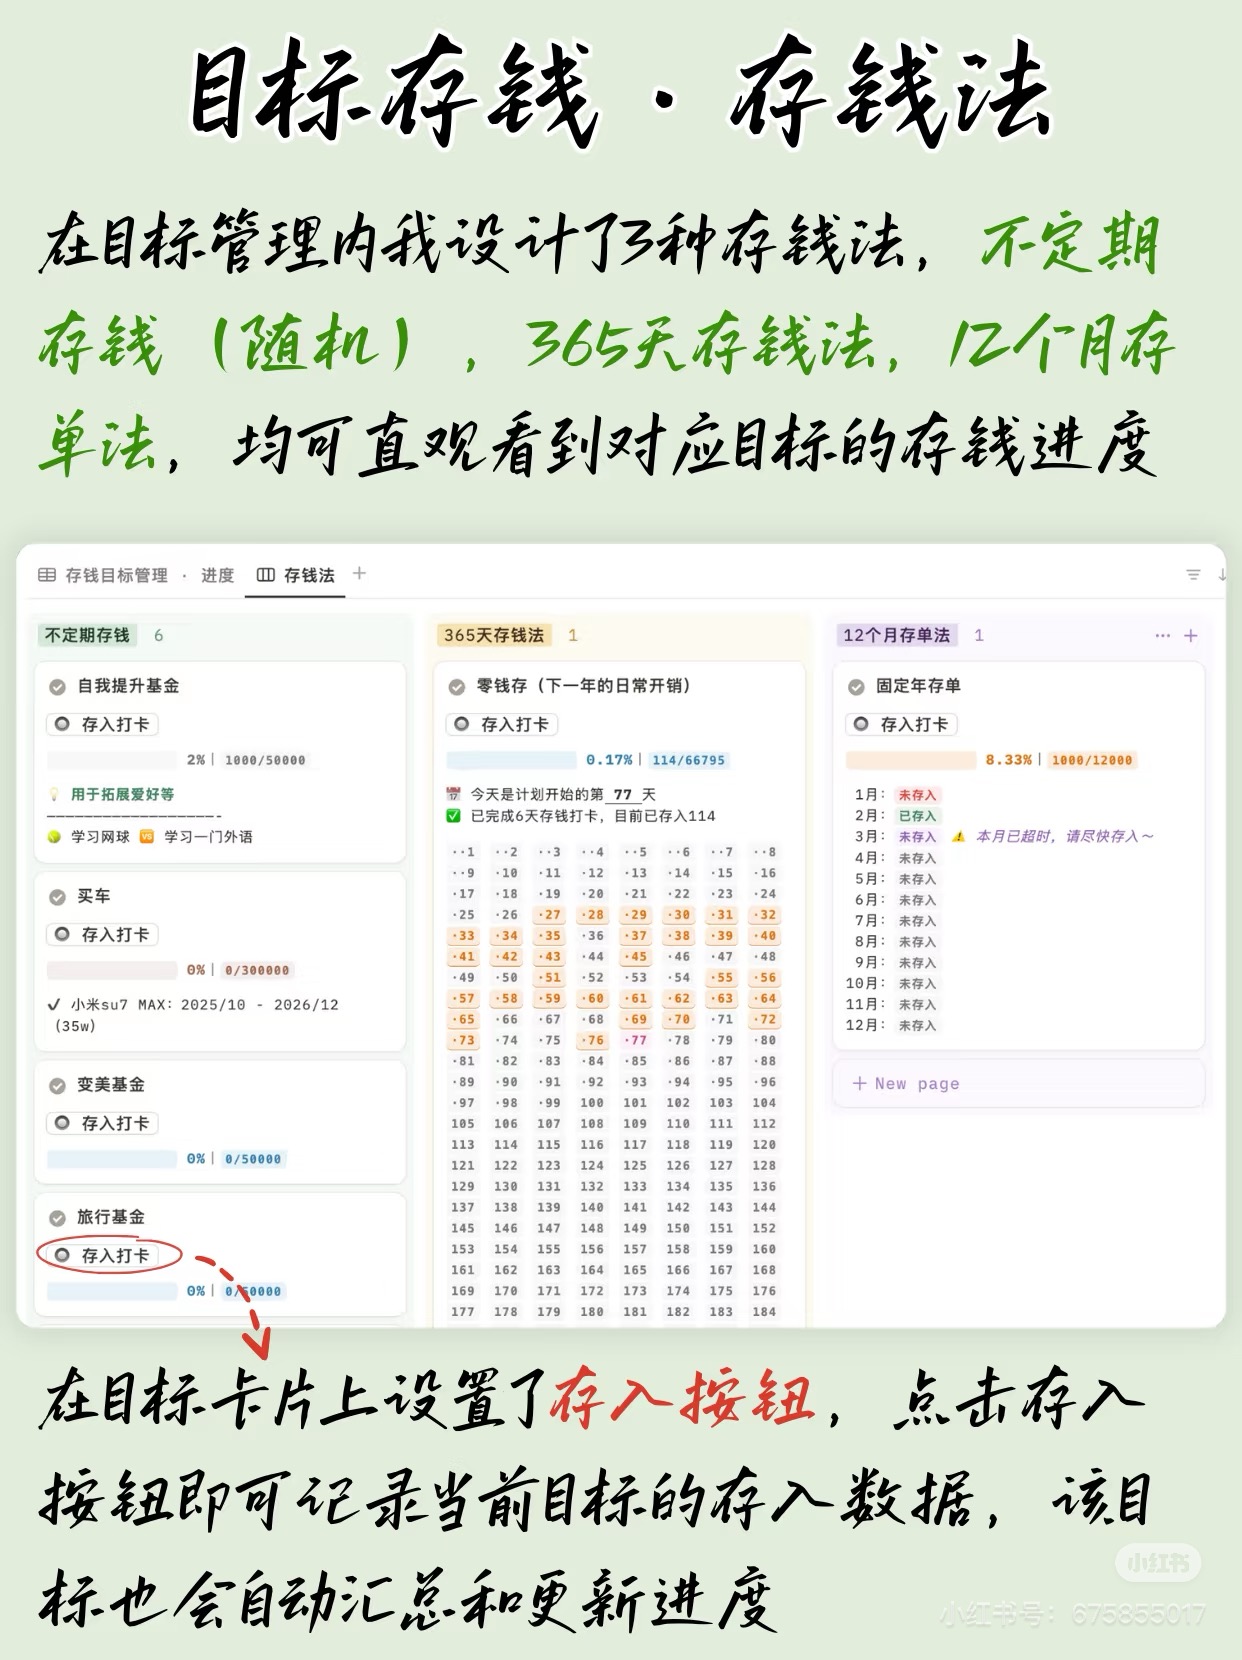 目标存钱·存钱法
在目标管理内我设计了3种存钱法，不定期
存钱（随机），365天存钱法，12个月存
单法，均可直观看到对应目标的存钱进度
存钱目标管理 · 进度 存钱法 +
不定期存钱 6
自我提升基金
存入打卡
2% | 1000/50000
💡 用于拓展爱好等
———————————————————-
🎾 学习网球 🆚 学习一门外语
买车
存入打卡
0% | 0/300000
✓ 小米su7 MAX：2025/10 - 2026/12
（35w）
变美基金
存入打卡
0% | 0/50000
旅行基金
存入打卡
0% | 0/50000
365天存钱法 1
零钱存（下一年的日常开销）
存入打卡
0.17% | 114/66795
📅 今天是计划开始的第 77 天
✅ 已完成6天存钱打卡，目前已存入114
··1 ··2 ··3 ··4 ··5 ··6 ··7 ··8
··9 ·10 ·11 ·12 ·13 ·14 ·15 ·16
·17 ·18 ·19 ·20 ·21 ·22 ·23 ·24
·25 ·26 ·27 ·28 ·29 ·30 ·31 ·32
·33 ·34 ·35 ·36 ·37 ·38 ·39 ·40
·41 ·42 ·43 ·44 ·45 ·46 ·47 ·48
·49 ·50 ·51 ·52 ·53 ·54 ·55 ·56
·57 ·58 ·59 ·60 ·61 ·62 ·63 ·64
·65 ·66 ·67 ·68 ·69 ·70 ·71 ·72
·73 ·74 ·75 ·76 ·77 ·78 ·79 ·80
·81 ·82 ·83 ·84 ·85 ·86 ·87 ·88
·89 ·90 ·91 ·92 ·93 ·94 ·95 ·96
·97 ·98 ·99 100 101 102 103 104
105 106 107 108 109 110 111 112
113 114 115 116 117 118 119 120
121 122 123 124 125 126 127 128
129 130 131 132 133 134 135 136
137 138 139 140 141 142 143 144
145 146 147 148 149 150 151 152
153 154 155 156 157 158 159 160
161 162 163 164 165 166 167 168
169 170 171 172 173 174 175 176
177 178 179 180 181 182 183 184
12个月存单法 1 ··· +
固定年存单
存入打卡
8.33% | 1000/12000
1月：未存入
2月：已存入
3月：未存入 ⚠️ 本月已超时，请尽快存入～
4月：未存入
5月：未存入
6月：未存入
7月：未存入
8月：未存入
9月：未存入
10月：未存入
11月：未存入
12月：未存入
+ New page
在目标卡片上设置了存入按钮，点击存入
按钮即可记录当前目标的存入数据，该目
标也会自动汇总和更新进度
小红书
小红书号：675855017